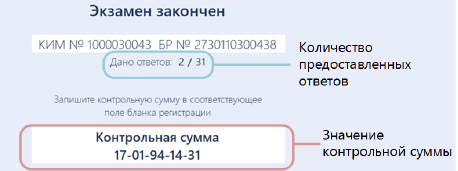 Экзамен закончен
КИМ № 1000030043 БР № 2730110300438
Дано ответов: 2 / 31
Количество
предоставленных
ответов
Запишите контрольную сумму в соответствующее
поле бланка регистрации
Контрольная сумма
17-01-94-14-31
Значение
контрольной суммы